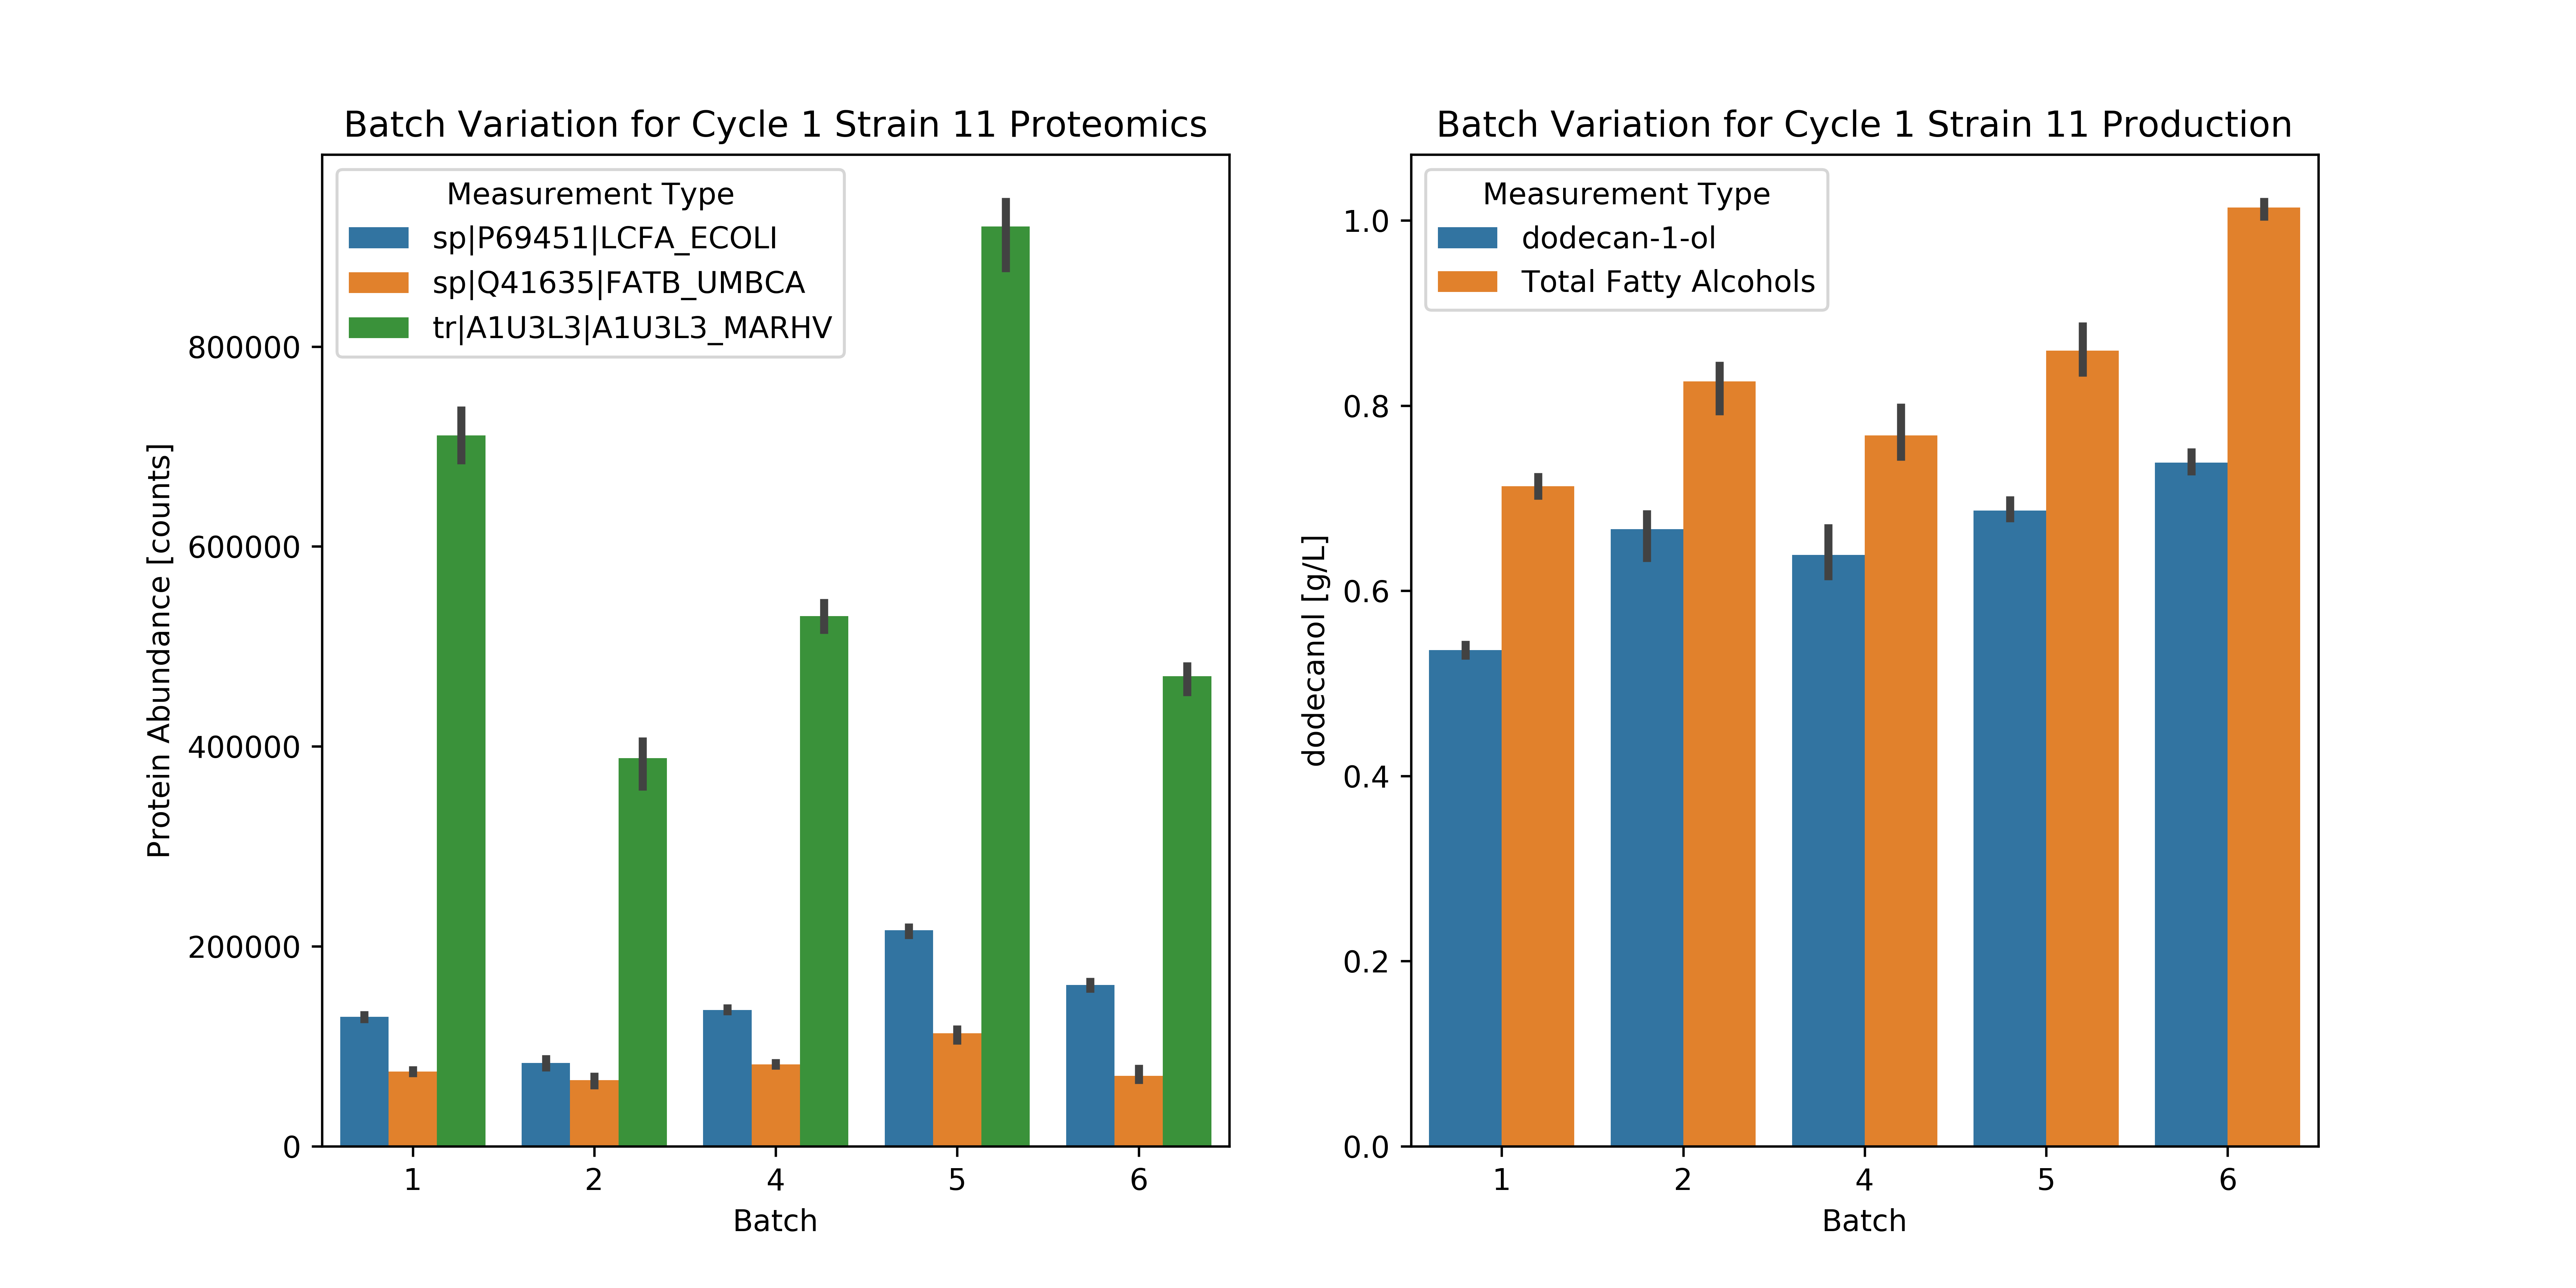 Batch Variation for Cycle 1 Strain 11 Proteomics
Measurement Type
sp|P69451|LCFA_ECOLI
sp|Q41635|FATB_UMBCA
tr|A1U3L3|A1U3L3_MARHV
Protein Abundance [counts]
800000
600000
400000
200000
0
1 2 4 5 6
Batch
Batch Variation for Cycle 1 Strain 11 Production
Measurement Type
dodecan-1-ol
Total Fatty Alcohols
dodecanol [g/L]
1.0
0.8
0.6
0.4
0.2
0.0
1 2 4 5 6
Batch